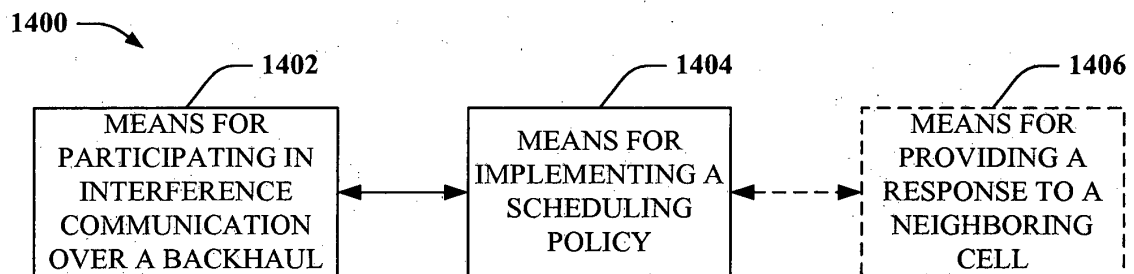 1400
1402
1404
1406
MEANS FOR
PARTICIPATING IN
INTERFERENCE
COMMUNICATION
OVER A BACKHAUL
MEANS FOR
IMPLEMENTING A
SCHEDULING
POLICY
MEANS FOR
PROVIDING A
RESPONSE TO A
NEIGHBORING
CELL